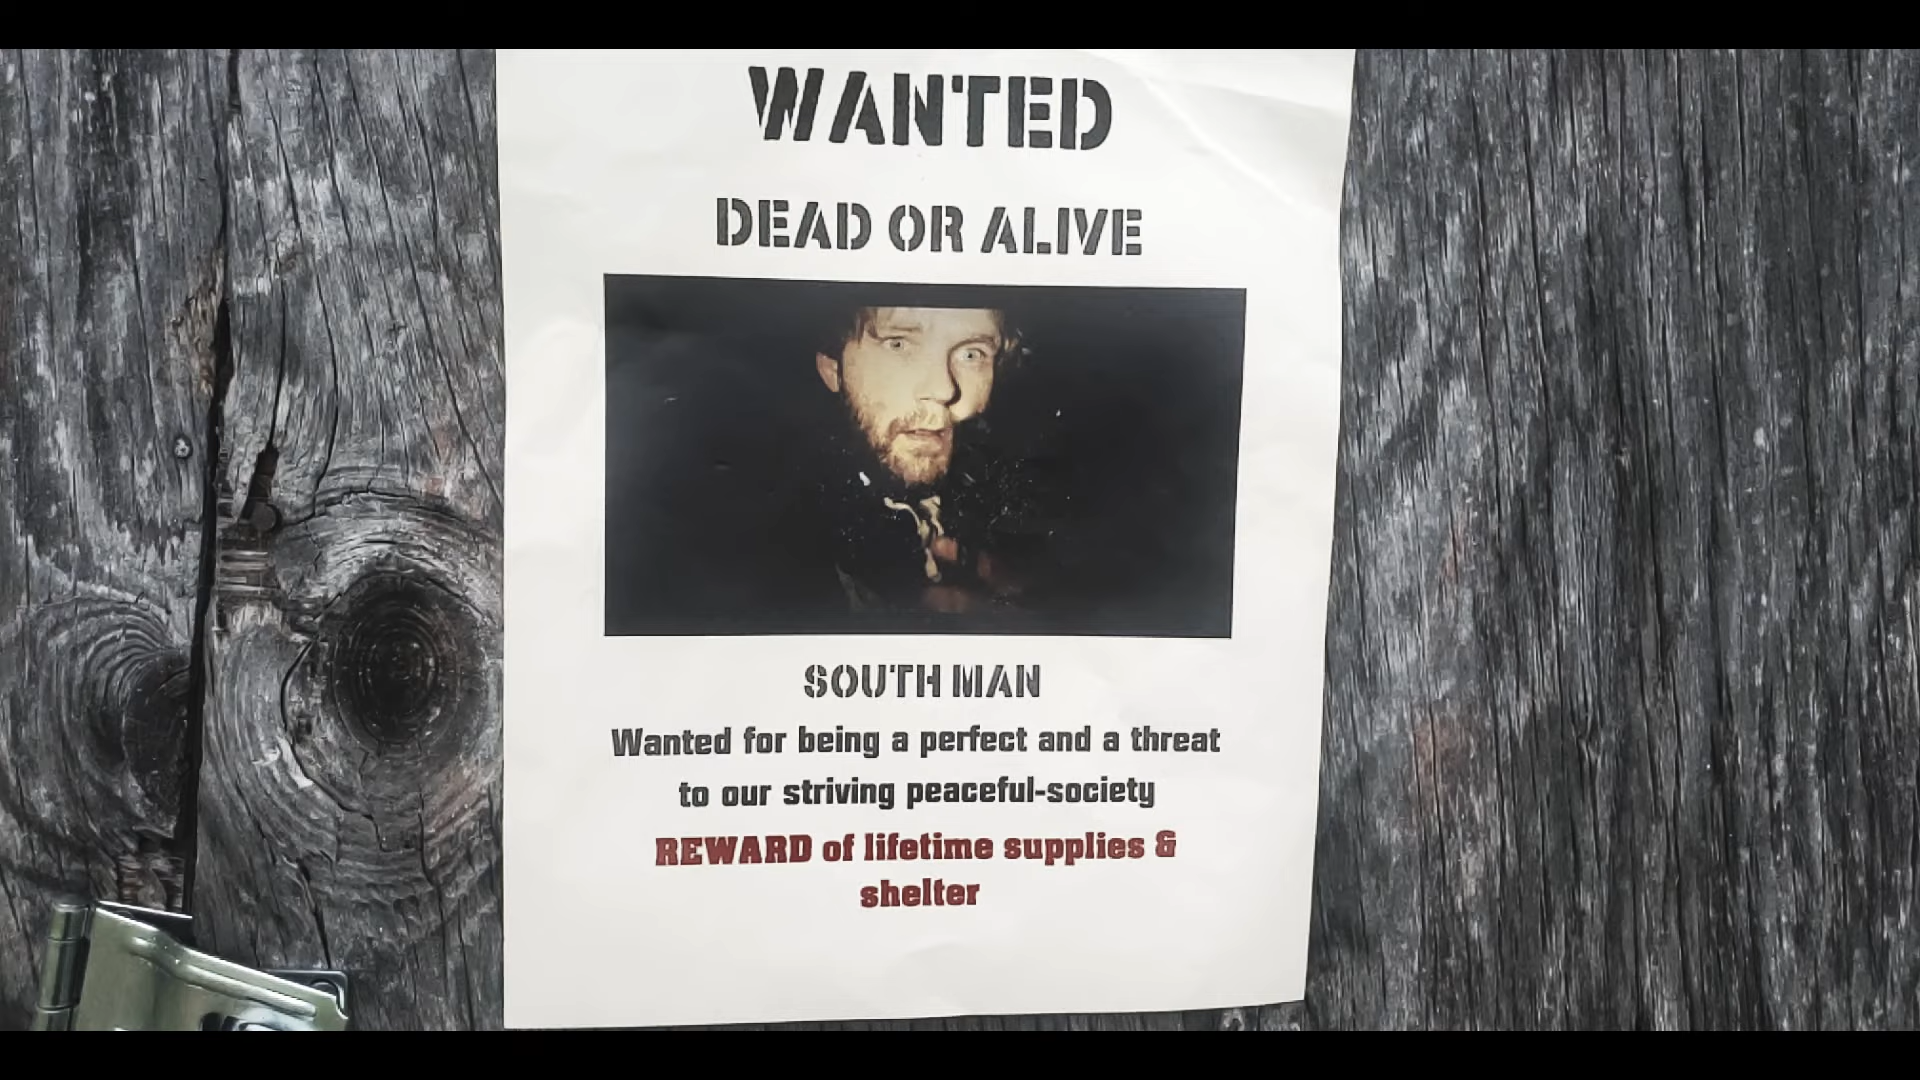 WANTED
DEAD OR ALIVE
SOUTH MAN
Wanted for being a perfect and a threat
to our striving peaceful-society
REWARD of lifetime supplies &
shelter